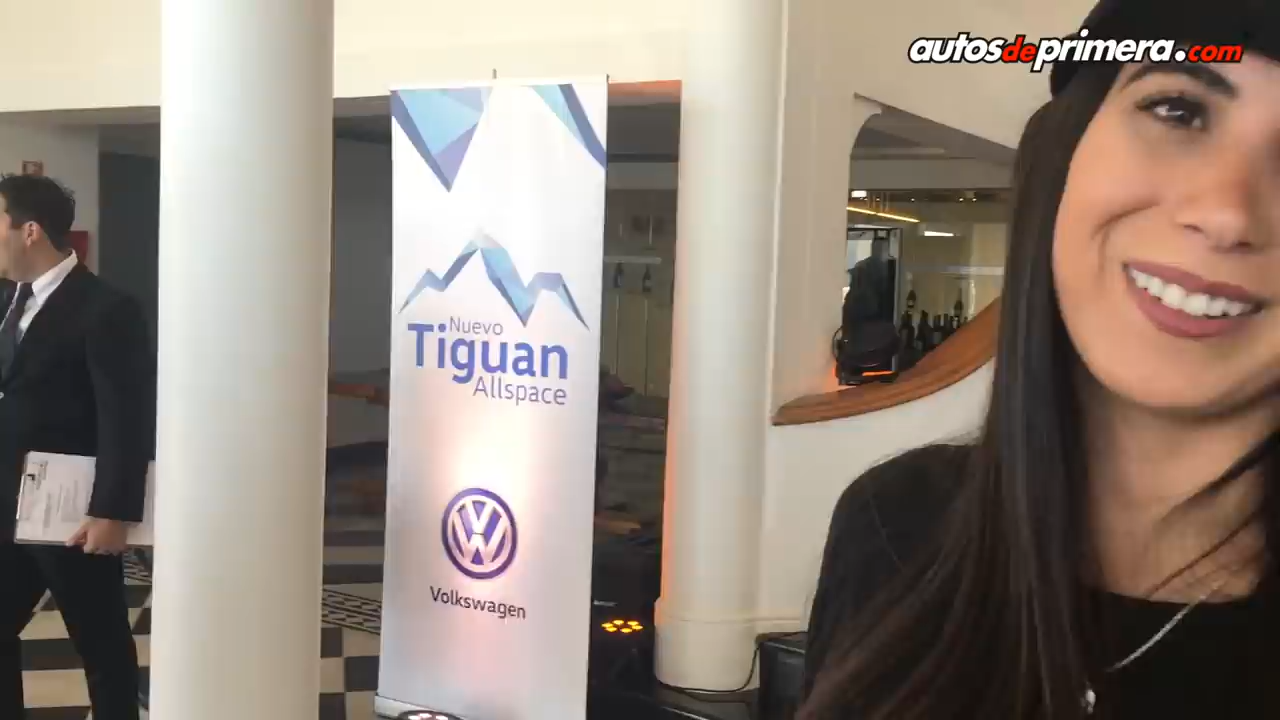 autosdeprimera.com
Nuevo
Tiguan
Allspace
Volkswagen